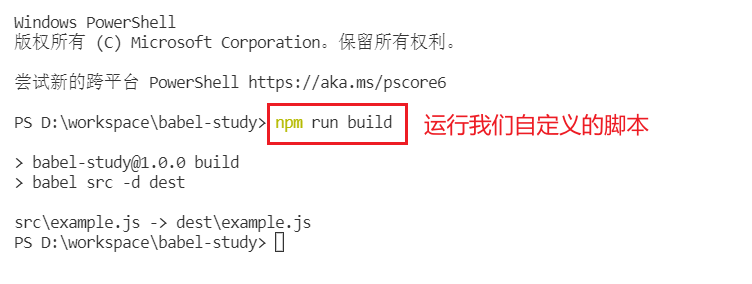 Windows PowerShell
版权所有 (C) Microsoft Corporation。保留所有权利。
尝试新的跨平台 PowerShell https://aka.ms/pscore6
PS D:\workspace\babel-study> npm run build 运行我们自定义的脚本
> babel-study@1.0.0 build
> babel src -d dest
src\example.js -> dest\example.js
PS D:\workspace\babel-study>